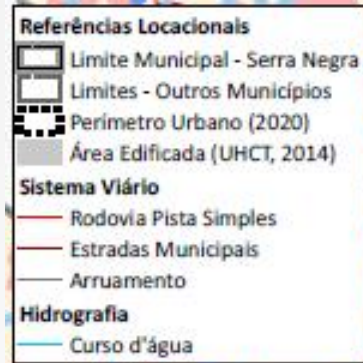 Referências Locacionais
Limite Municipal - Serra Negra
Limites - Outros Municípios
Perímetro Urbano (2020)
Área Edificada (UHCT, 2014)
Sistema Viário
Rodovia Pista Simples
Estradas Municipais
Arruamento
Hidrografia
Curso d'água